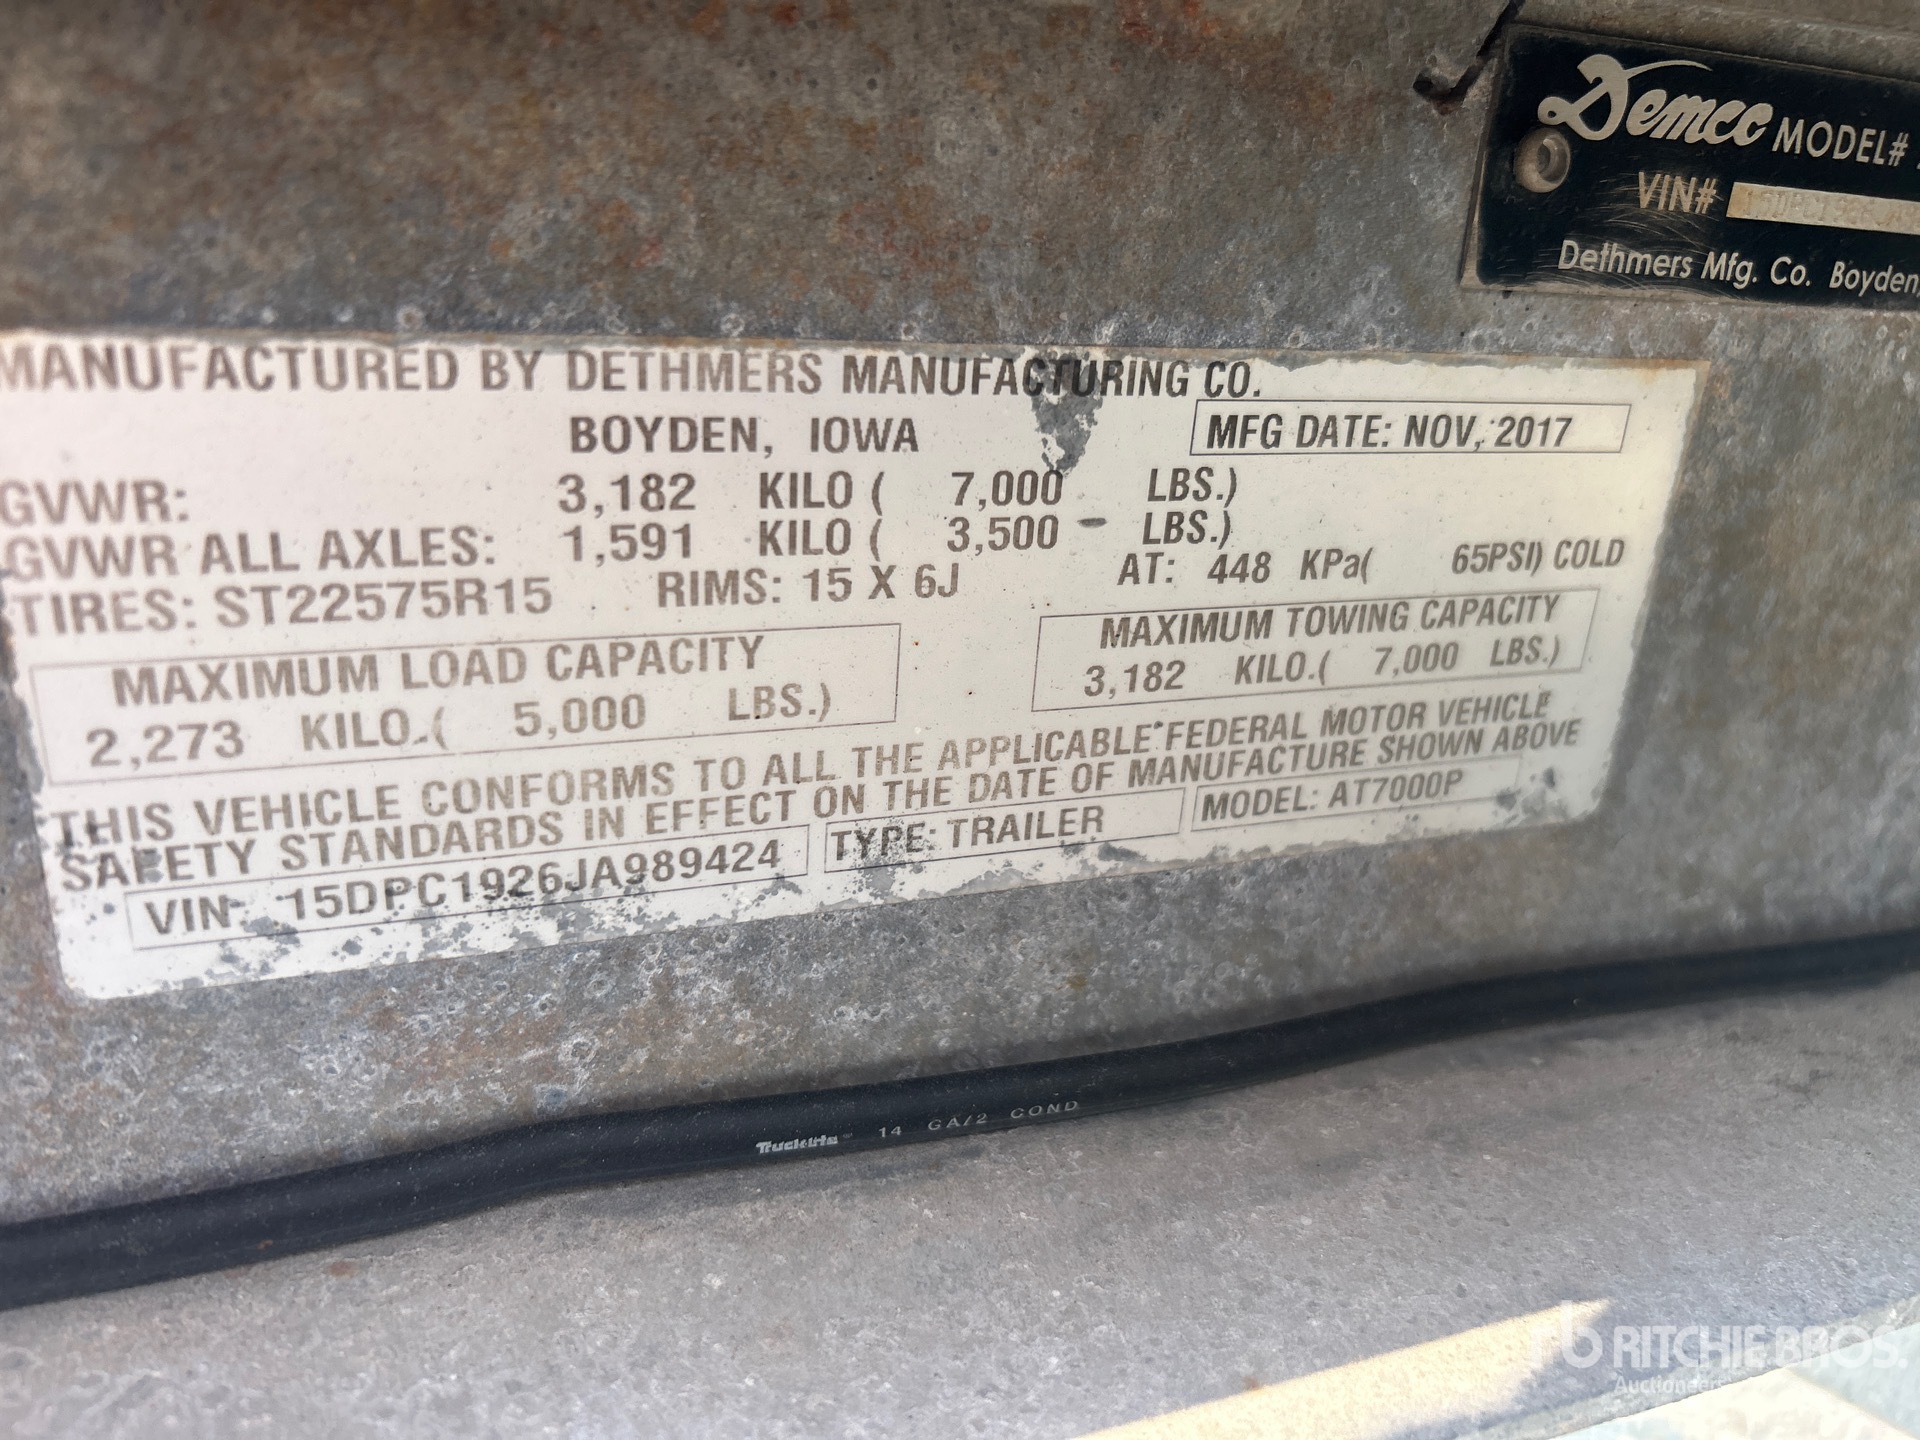 Demco MODEL#
VIN# 15DPC1926JA9
Dethmers Mfg. Co. Boyden,
MANUFACTURED BY DETHMERS MANUFACTURING CO.
BOYDEN, IOWA MFG DATE: NOV, 2017
GVWR: 3,182 KILO ( 7,000 LBS.)
GVWR ALL AXLES: 1,591 KILO ( 3,500 LBS.)
TIRES: ST22575R15 RIMS: 15 X 6J AT: 448 KPa( 65PSI) COLD
MAXIMUM LOAD CAPACITY
2,273 KILO.( 5,000 LBS.)
MAXIMUM TOWING CAPACITY
3,182 KILO.( 7,000 LBS.)
THIS VEHICLE CONFORMS TO ALL THE APPLICABLE FEDERAL MOTOR VEHICLE
SAFETY STANDARDS IN EFFECT ON THE DATE OF MANUFACTURE SHOWN ABOVE
VIN: 15DPC1926JA989424 TYPE: TRAILER MODEL: AT7000P
Truck-Lite 14 GA/2 COND
rb RITCHIE BROS.
Auctioneers